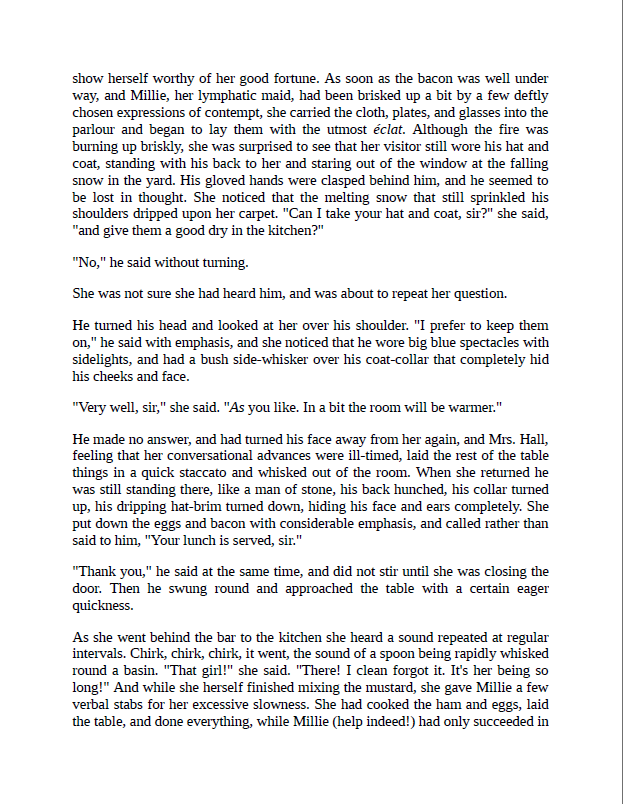 show herself worthy of her good fortune. As soon as the bacon was well under
way, and Millie, her lymphatic maid, had been brisked up a bit by a few deftly
chosen expressions of contempt, she carried the cloth, plates, and glasses into the
parlour and began to lay them with the utmost éclat. Although the fire was
burning up briskly, she was surprised to see that her visitor still wore his hat and
coat, standing with his back to her and staring out of the window at the falling
snow in the yard. His gloved hands were clasped behind him, and he seemed to
be lost in thought. She noticed that the melting snow that still sprinkled his
shoulders dripped upon her carpet. "Can I take your hat and coat, sir?" she said,
"and give them a good dry in the kitchen?"
"No," he said without turning.
She was not sure she had heard him, and was about to repeat her question.
He turned his head and looked at her over his shoulder. "I prefer to keep them
on," he said with emphasis, and she noticed that he wore big blue spectacles with
sidelights, and had a bush side-whisker over his coat-collar that completely hid
his cheeks and face.
"Very well, sir," she said. "As you like. In a bit the room will be warmer."
He made no answer, and had turned his face away from her again, and Mrs. Hall,
feeling that her conversational advances were ill-timed, laid the rest of the table
things in a quick staccato and whisked out of the room. When she returned he
was still standing there, like a man of stone, his back hunched, his collar turned
up, his dripping hat-brim turned down, hiding his face and ears completely. She
put down the eggs and bacon with considerable emphasis, and called rather than
said to him, "Your lunch is served, sir."
"Thank you," he said at the same time, and did not stir until she was closing the
door. Then he swung round and approached the table with a certain eager
quickness.
As she went behind the bar to the kitchen she heard a sound repeated at regular
intervals. Chirk, chirk, chirk, it went, the sound of a spoon being rapidly whisked
round a basin. "That girl!" she said. "There! I clean forgot it. It's her being so
long!" And while she herself finished mixing the mustard, she gave Millie a few
verbal stabs for her excessive slowness. She had cooked the ham and eggs, laid
the table, and done everything, while Millie (help indeed!) had only succeeded in